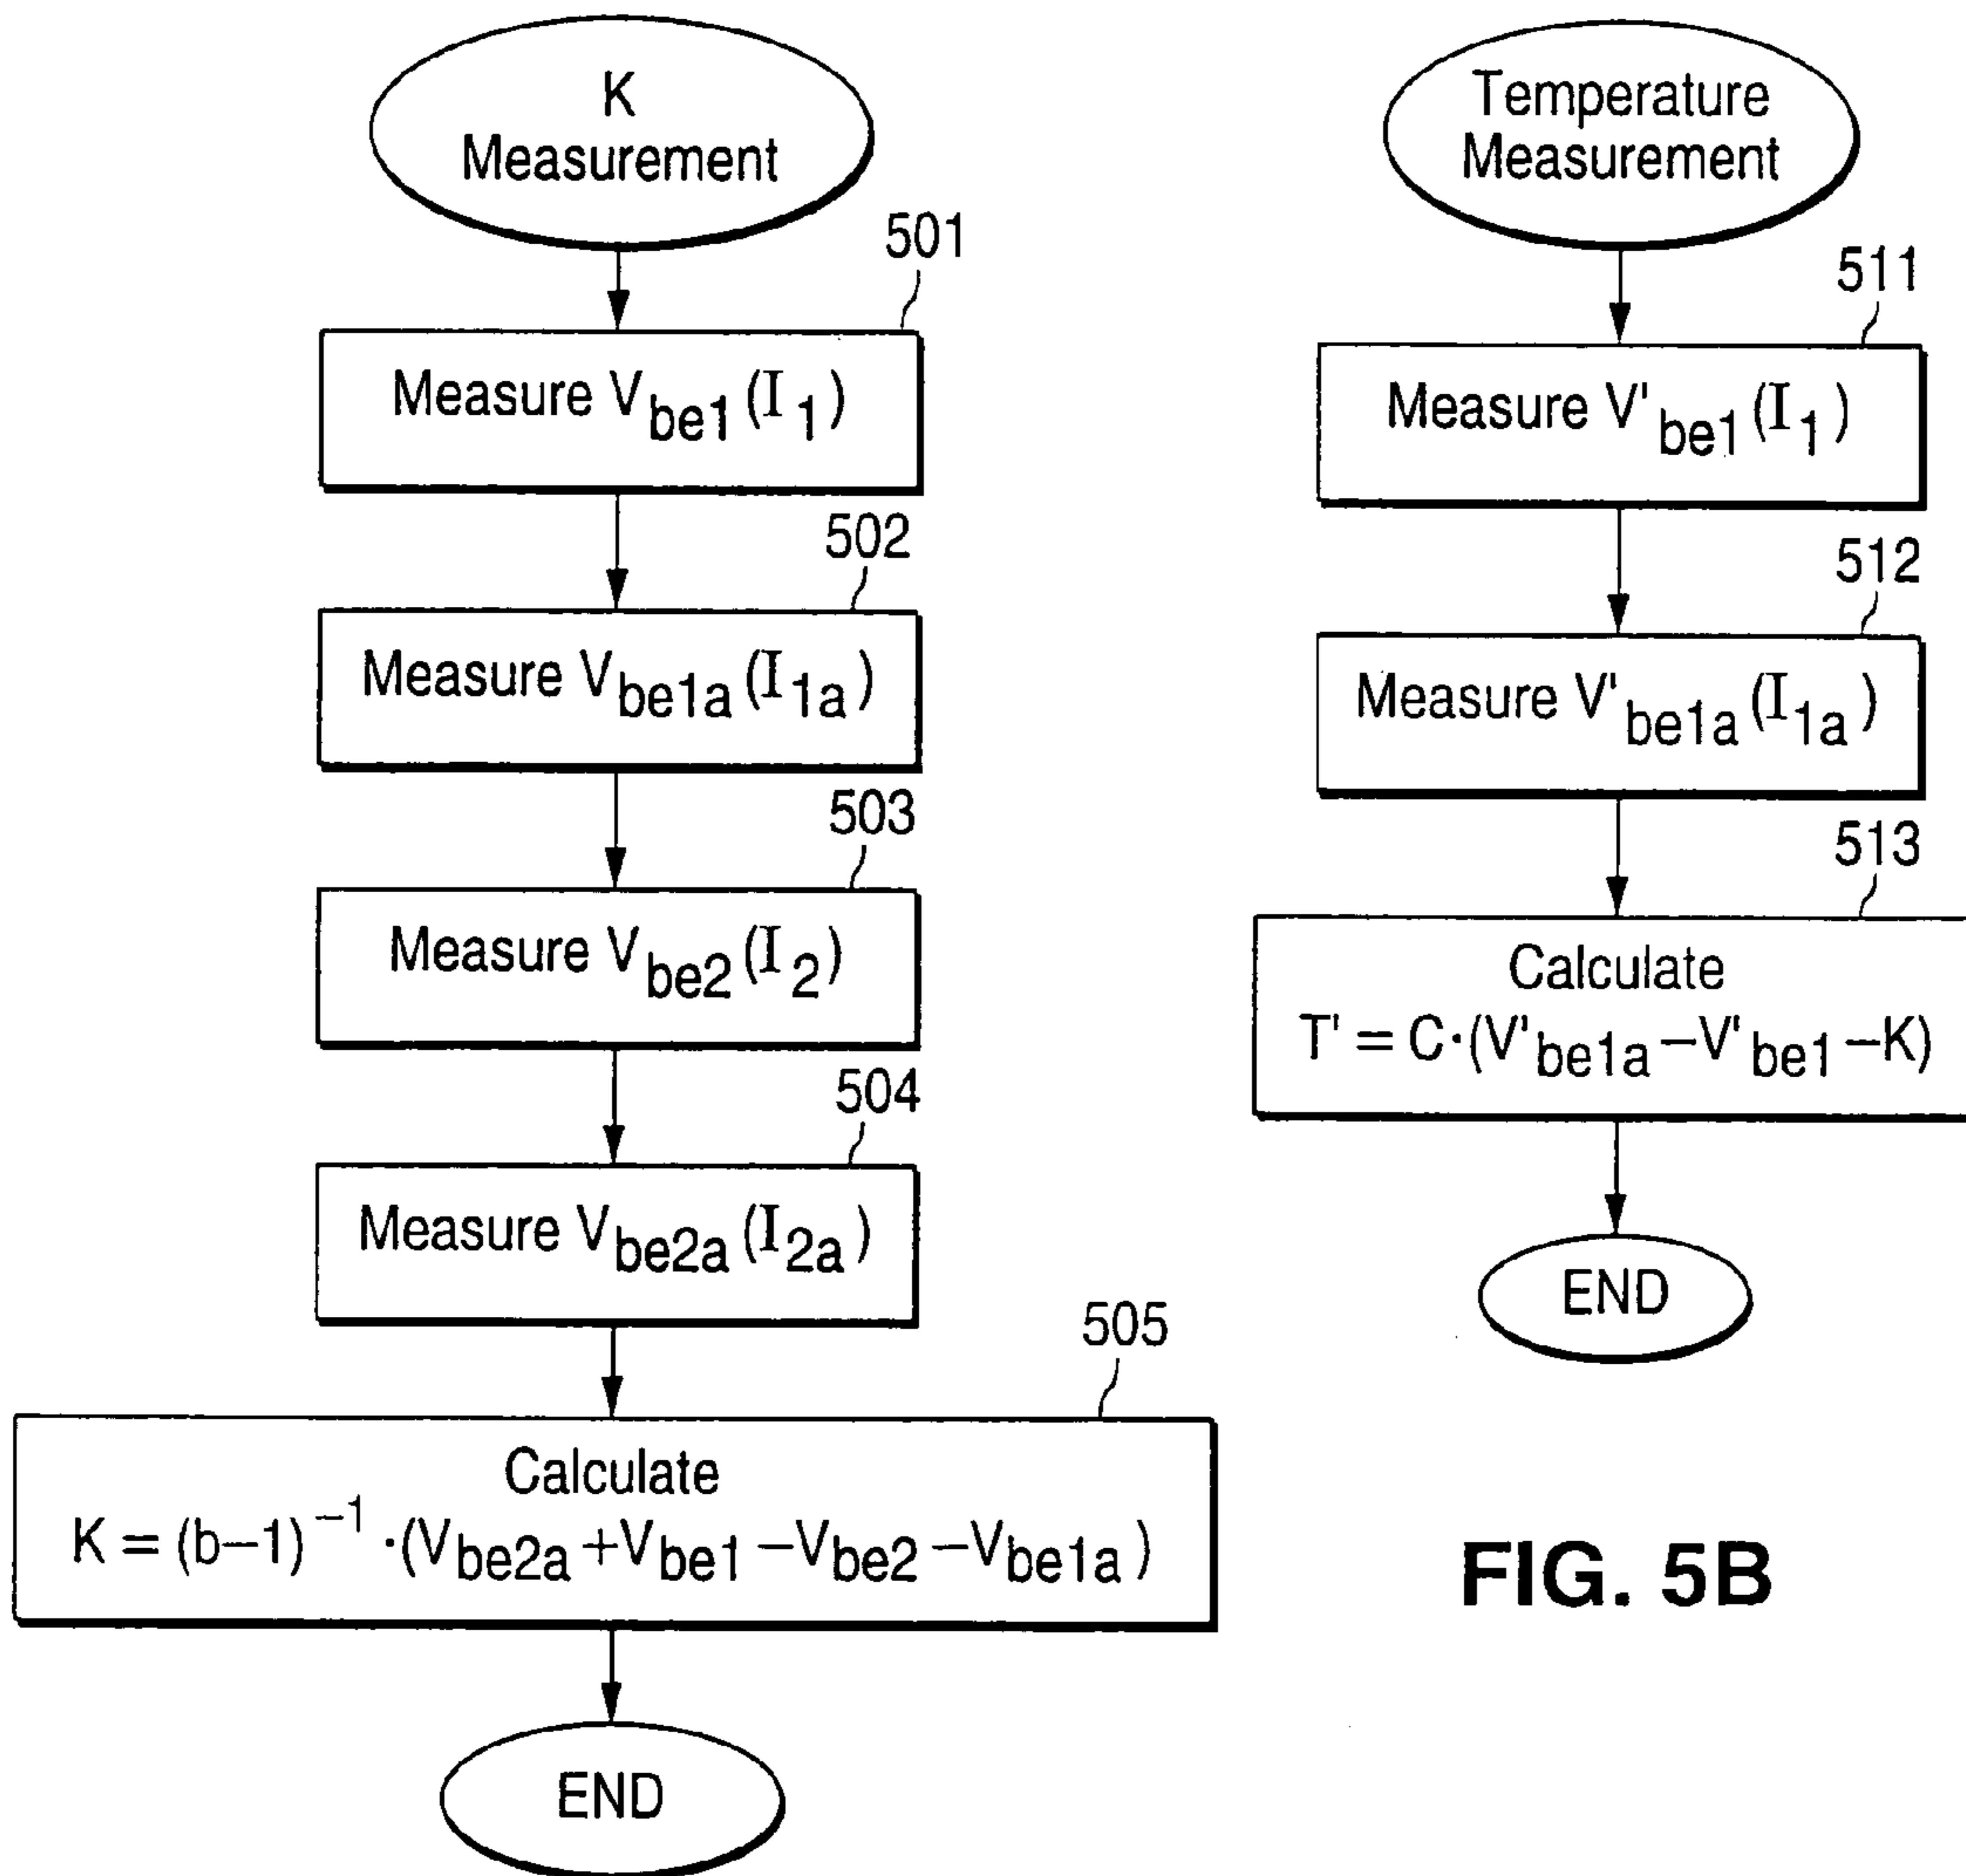 K
Measurement
501
Measure Vbe1(I1)
502
Measure Vbe1a(I1a)
503
Measure Vbe2(I2)
504
Measure Vbe2a(I2a)
505
Calculate
K = (b−1)⁻¹ ·(Vbe2a+Vbe1−Vbe2−Vbe1a)
END
Temperature
Measurement
511
Measure V'be1(I1)
512
Measure V'be1a(I1a)
513
Calculate
T' = C·(V'be1a−V'be1−K)
END
FIG. 5B